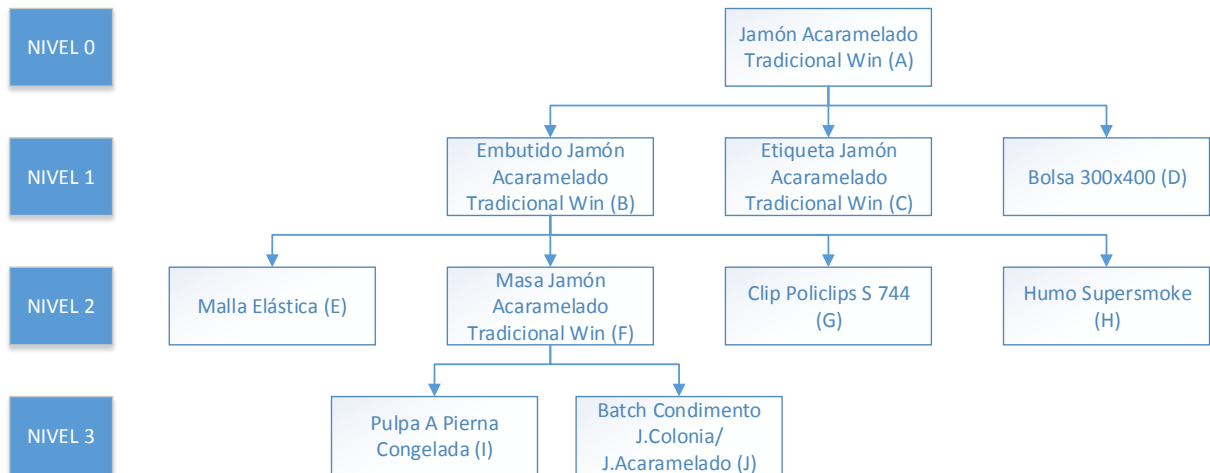 NIVEL 0
Jamón Acaramelado
Tradicional Win (A)
NIVEL 1
Embutido Jamón
Acaramelado
Tradicional Win (B)
Etiqueta Jamón
Acaramelado
Tradicional Win (C)
Bolsa 300x400 (D)
NIVEL 2
Malla Elástica (E)
Masa Jamón
Acaramelado
Tradicional Win (F)
Clip Policlips S 744
(G)
Humo Supersmoke
(H)
NIVEL 3
Pulpa A Pierna
Congelada (I)
Batch Condimento
J.Colonia/
J.Acaramelado (J)